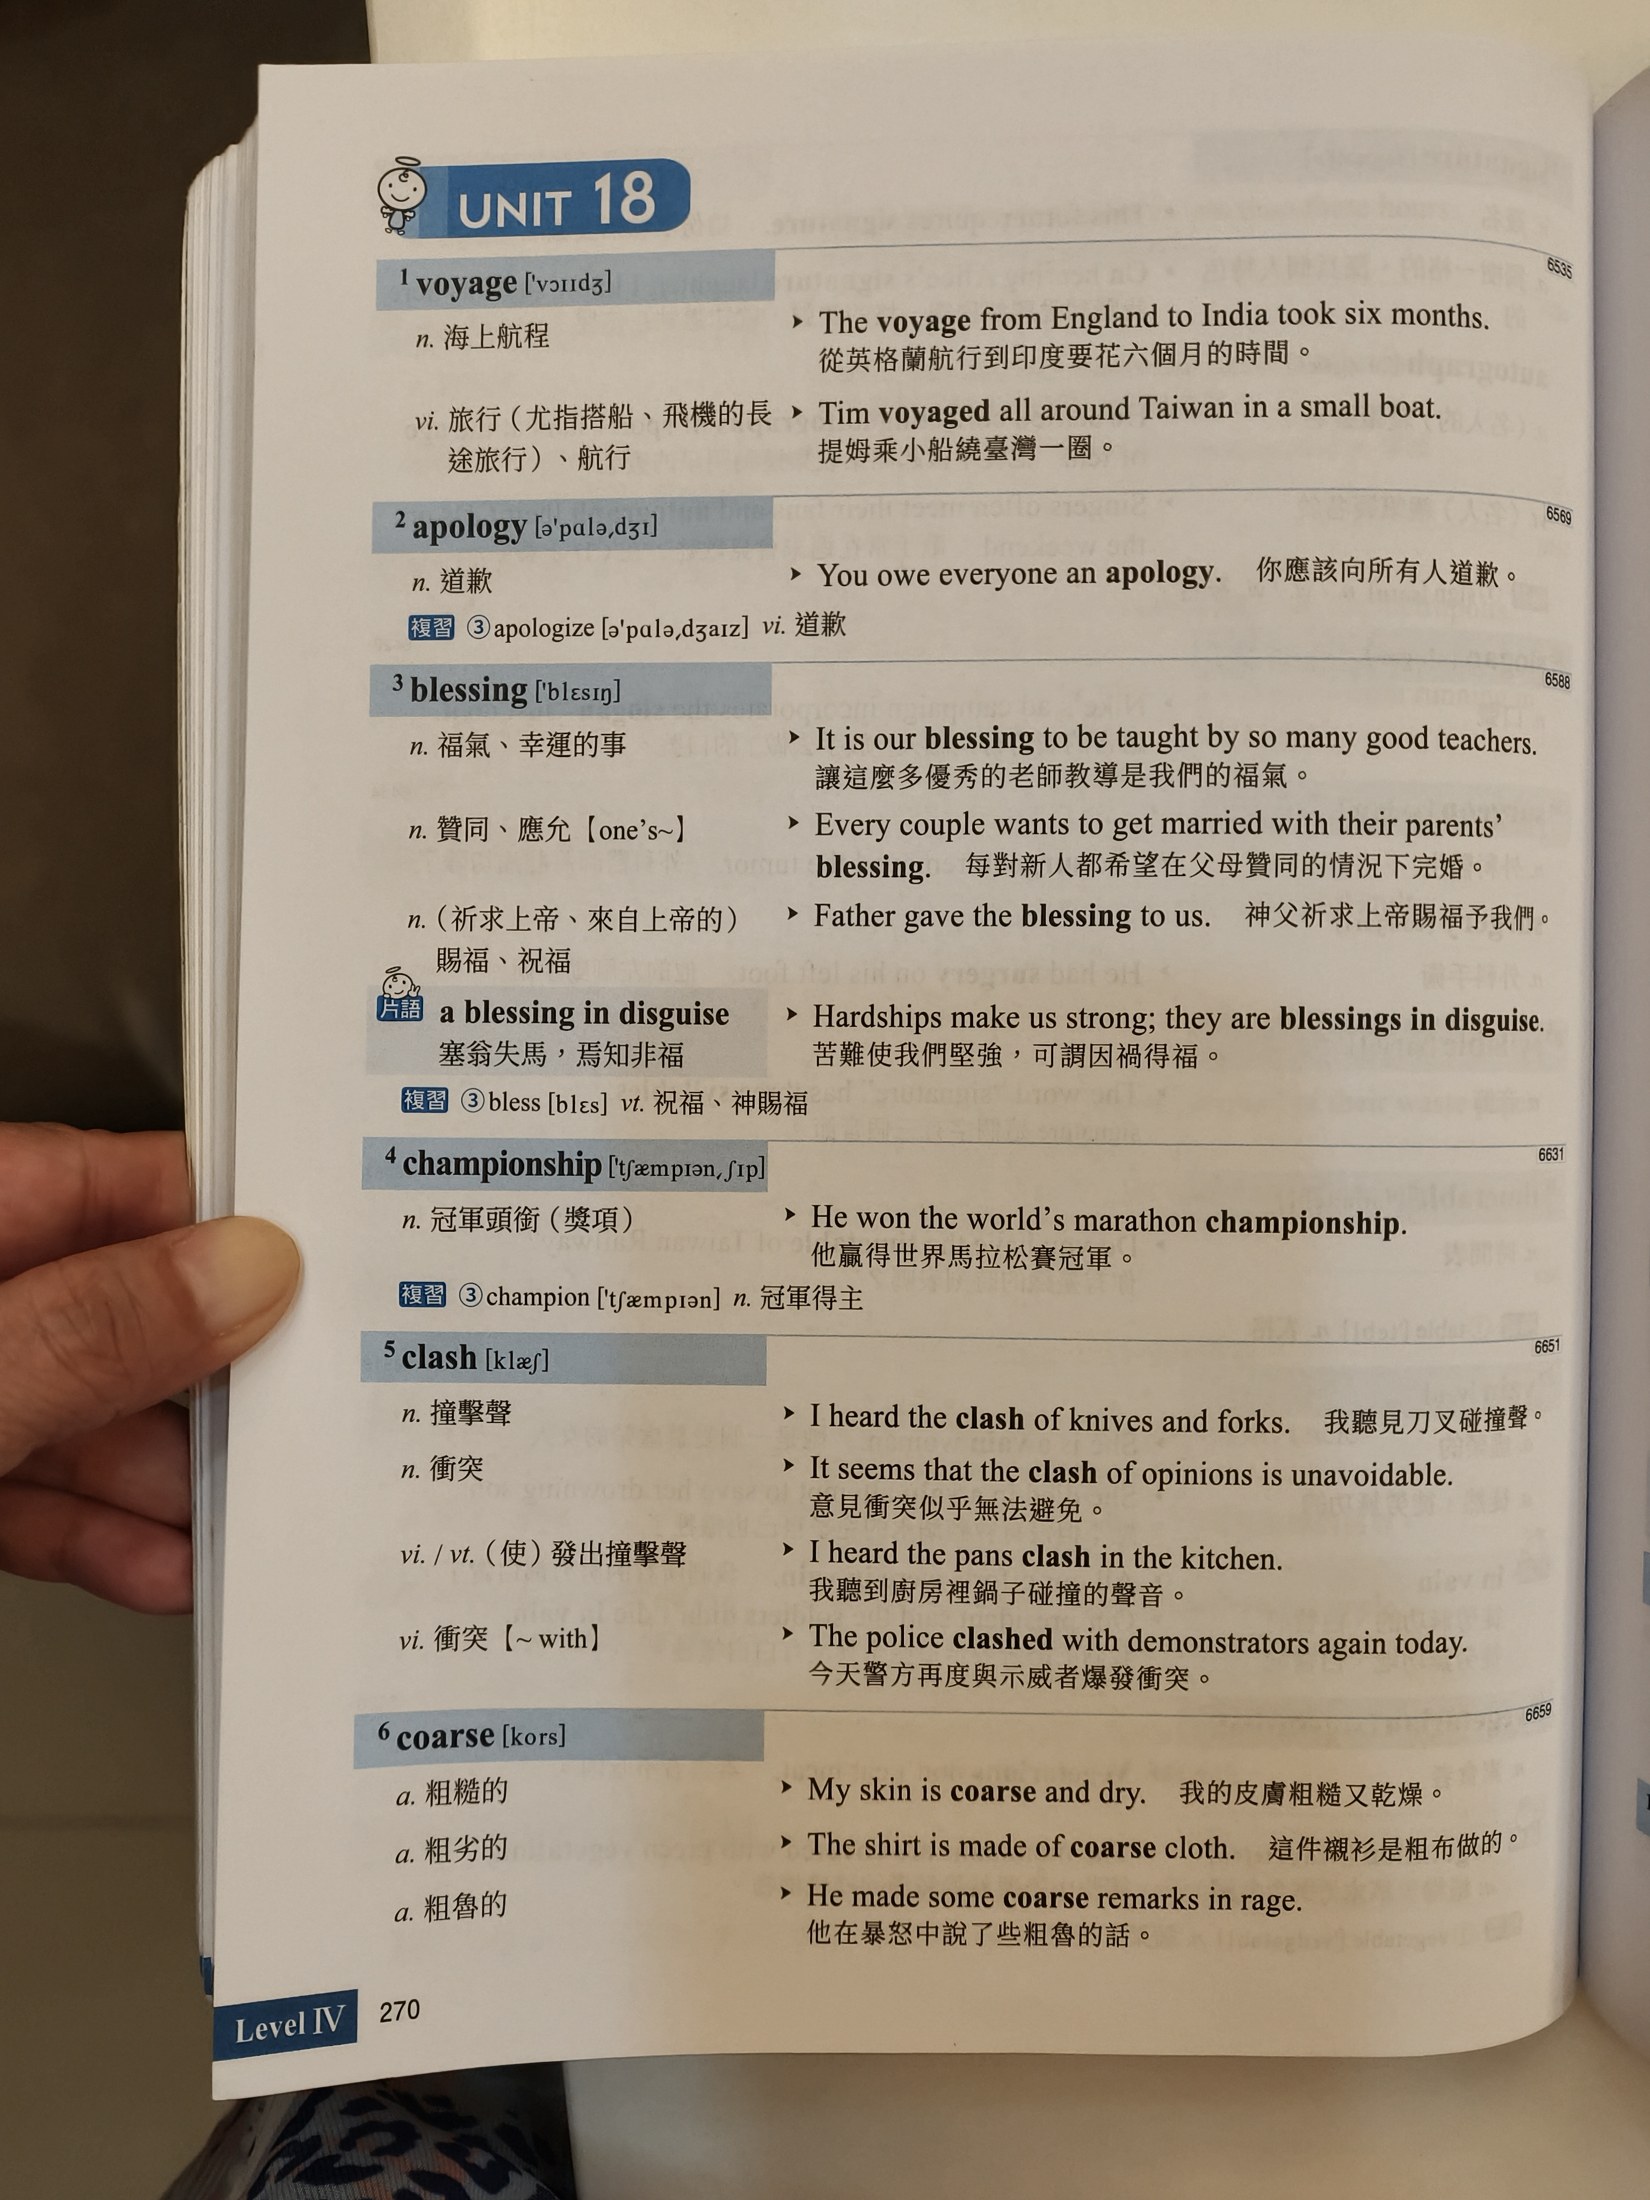 UNIT 18
1 voyage [ˈvɔɪɪdʒ] 6535
n. 海上航程
➤ The voyage from England to India took six months.
從英格蘭航行到印度要花六個月的時間。
vi. 旅行（尤指搭船、飛機的長
途旅行）、航行
➤ Tim voyaged all around Taiwan in a small boat.
提姆乘小船繞臺灣一圈。
2 apology [əˈpɑləˌdʒɪ] 6569
n. 道歉
➤ You owe everyone an apology. 你應該向所有人道歉。
複習 ③apologize [əˈpɑləˌdʒaɪz] vi. 道歉
3 blessing [ˈblɛsɪŋ] 6588
n. 福氣、幸運的事
➤ It is our blessing to be taught by so many good teachers.
讓這麼多優秀的老師教導是我們的福氣。
n. 贊同、應允【one’s~】
➤ Every couple wants to get married with their parents’
blessing. 每對新人都希望在父母贊同的情況下完婚。
n.（祈求上帝、來自上帝的）
賜福、祝福
➤ Father gave the blessing to us. 神父祈求上帝賜福予我們。
片語 a blessing in disguise
塞翁失馬，焉知非福
➤ Hardships make us strong; they are blessings in disguise.
苦難使我們堅強，可謂因禍得福。
複習 ③bless [blɛs] vt. 祝福、神賜福
4 championship [ˈtʃæmpɪənˌʃɪp] 6631
n. 冠軍頭銜（獎項）
➤ He won the world’s marathon championship.
他贏得世界馬拉松賽冠軍。
複習 ③champion [ˈtʃæmpɪən] n. 冠軍得主
5 clash [klæʃ] 6651
n. 撞擊聲
➤ I heard the clash of knives and forks. 我聽見刀叉碰撞聲。
n. 衝突
➤ It seems that the clash of opinions is unavoidable.
意見衝突似乎無法避免。
vi. / vt.（使）發出撞擊聲
➤ I heard the pans clash in the kitchen.
我聽到廚房裡鍋子碰撞的聲音。
vi. 衝突【~ with】
➤ The police clashed with demonstrators again today.
今天警方再度與示威者爆發衝突。
6 coarse [kors] 6659
a. 粗糙的
➤ My skin is coarse and dry. 我的皮膚粗糙又乾燥。
a. 粗劣的
➤ The shirt is made of coarse cloth. 這件襯衫是粗布做的。
a. 粗魯的
➤ He made some coarse remarks in rage.
他在暴怒中說了些粗魯的話。
Level IV 270